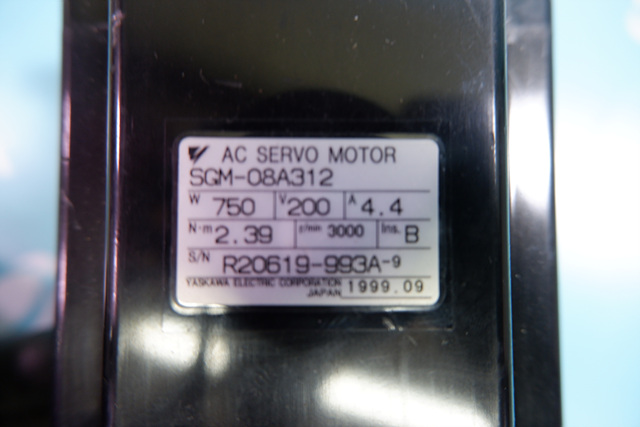 AC SERVO MOTOR
SGM-08A312
W 750 V 200 A 4.4
N·m 2.39 r/min 3000 Ins. B
S/N R20619-993A-9
YASKAWA ELECTRIC CORPORATION
JAPAN 1999.09